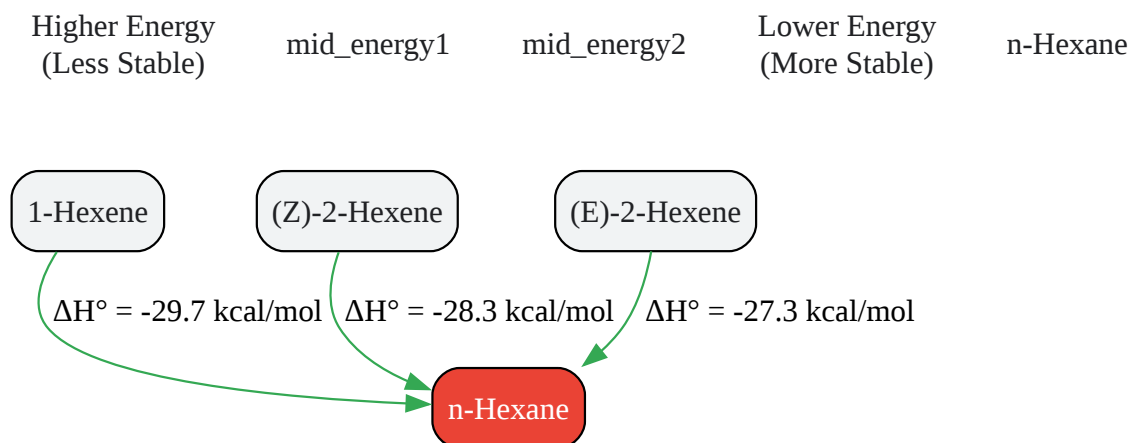 Higher Energy
(Less Stable)
mid_energy1
mid_energy2
Lower Energy
(More Stable)
n-Hexane
1-Hexene
(Z)-2-Hexene
(E)-2-Hexene
ΔH° = -29.7 kcal/mol
ΔH° = -28.3 kcal/mol
ΔH° = -27.3 kcal/mol
n-Hexane